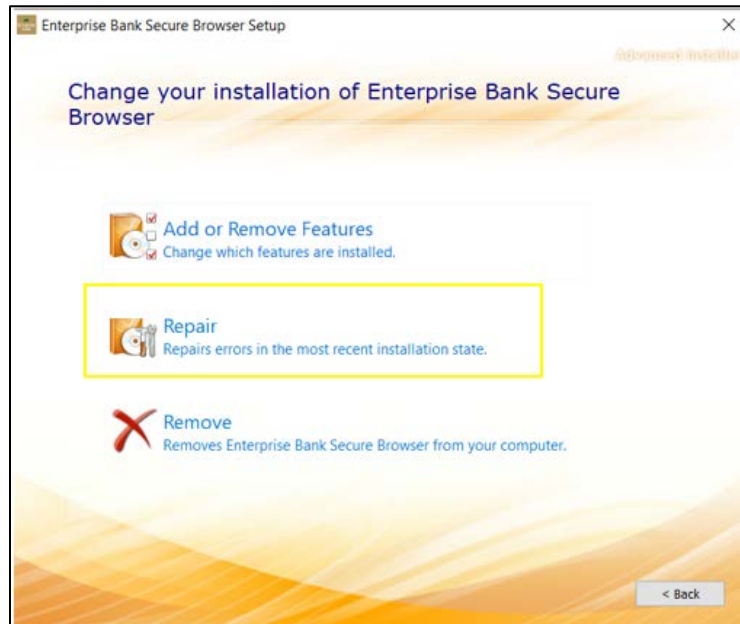 Enterprise Bank Secure Browser Setup
Advanced Installer
Change your installation of Enterprise Bank Secure
Browser
Add or Remove Features
Change which features are installed.
Repair
Repairs errors in the most recent installation state.
Remove
Removes Enterprise Bank Secure Browser from your computer.
< Back